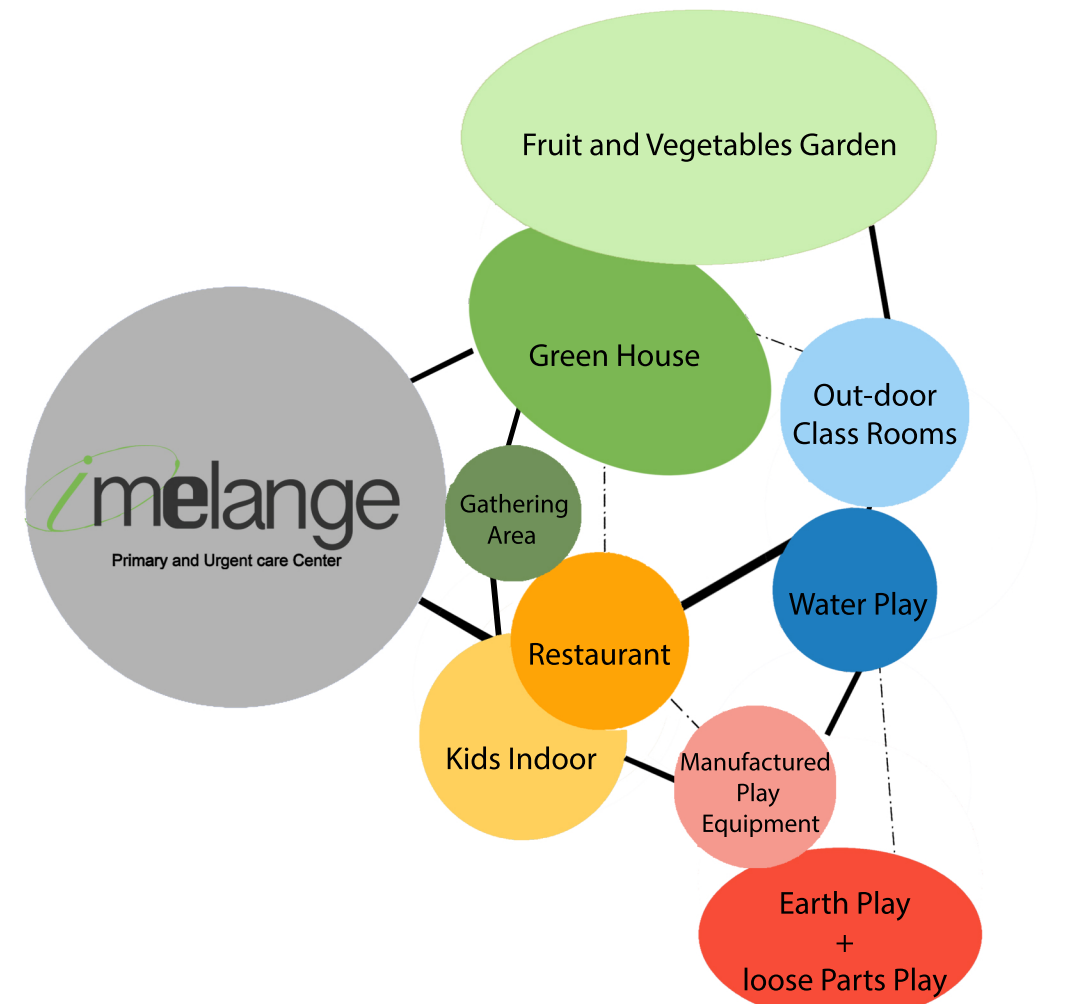 Fruit and Vegetables Garden
Green House
Out-door
Class Rooms
imelange
Primary and Urgent care Center
Gathering
Area
Water Play
Restaurant
Kids Indoor
Manufactured
Play
Equipment
Earth Play
+
loose Parts Play